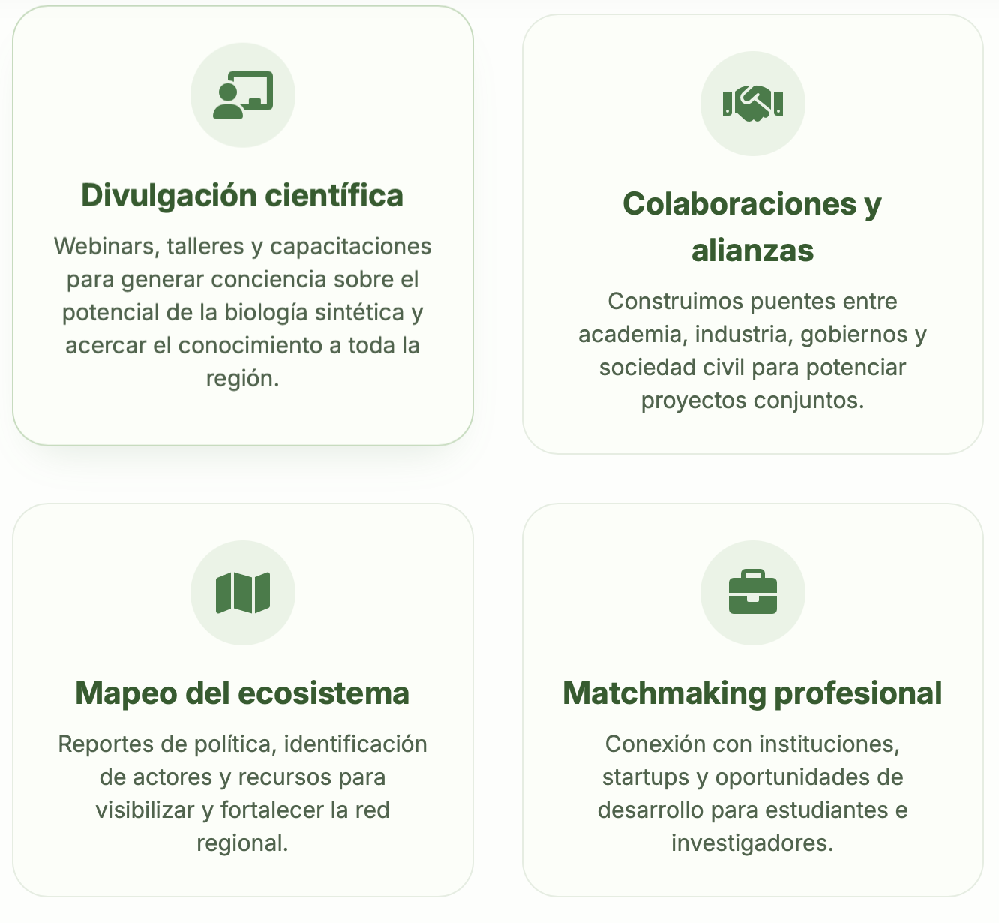 Divulgación científica
Webinars, talleres y capacitaciones
para generar conciencia sobre el
potencial de la biología sintética y
acercar el conocimiento a toda la
región.
Colaboraciones y
alianzas
Construimos puentes entre
academia, industria, gobiernos y
sociedad civil para potenciar
proyectos conjuntos.
Mapeo del ecosistema
Reportes de política, identificación
de actores y recursos para
visibilizar y fortalecer la red
regional.
Matchmaking profesional
Conexión con instituciones,
startups y oportunidades de
desarrollo para estudiantes e
investigadores.